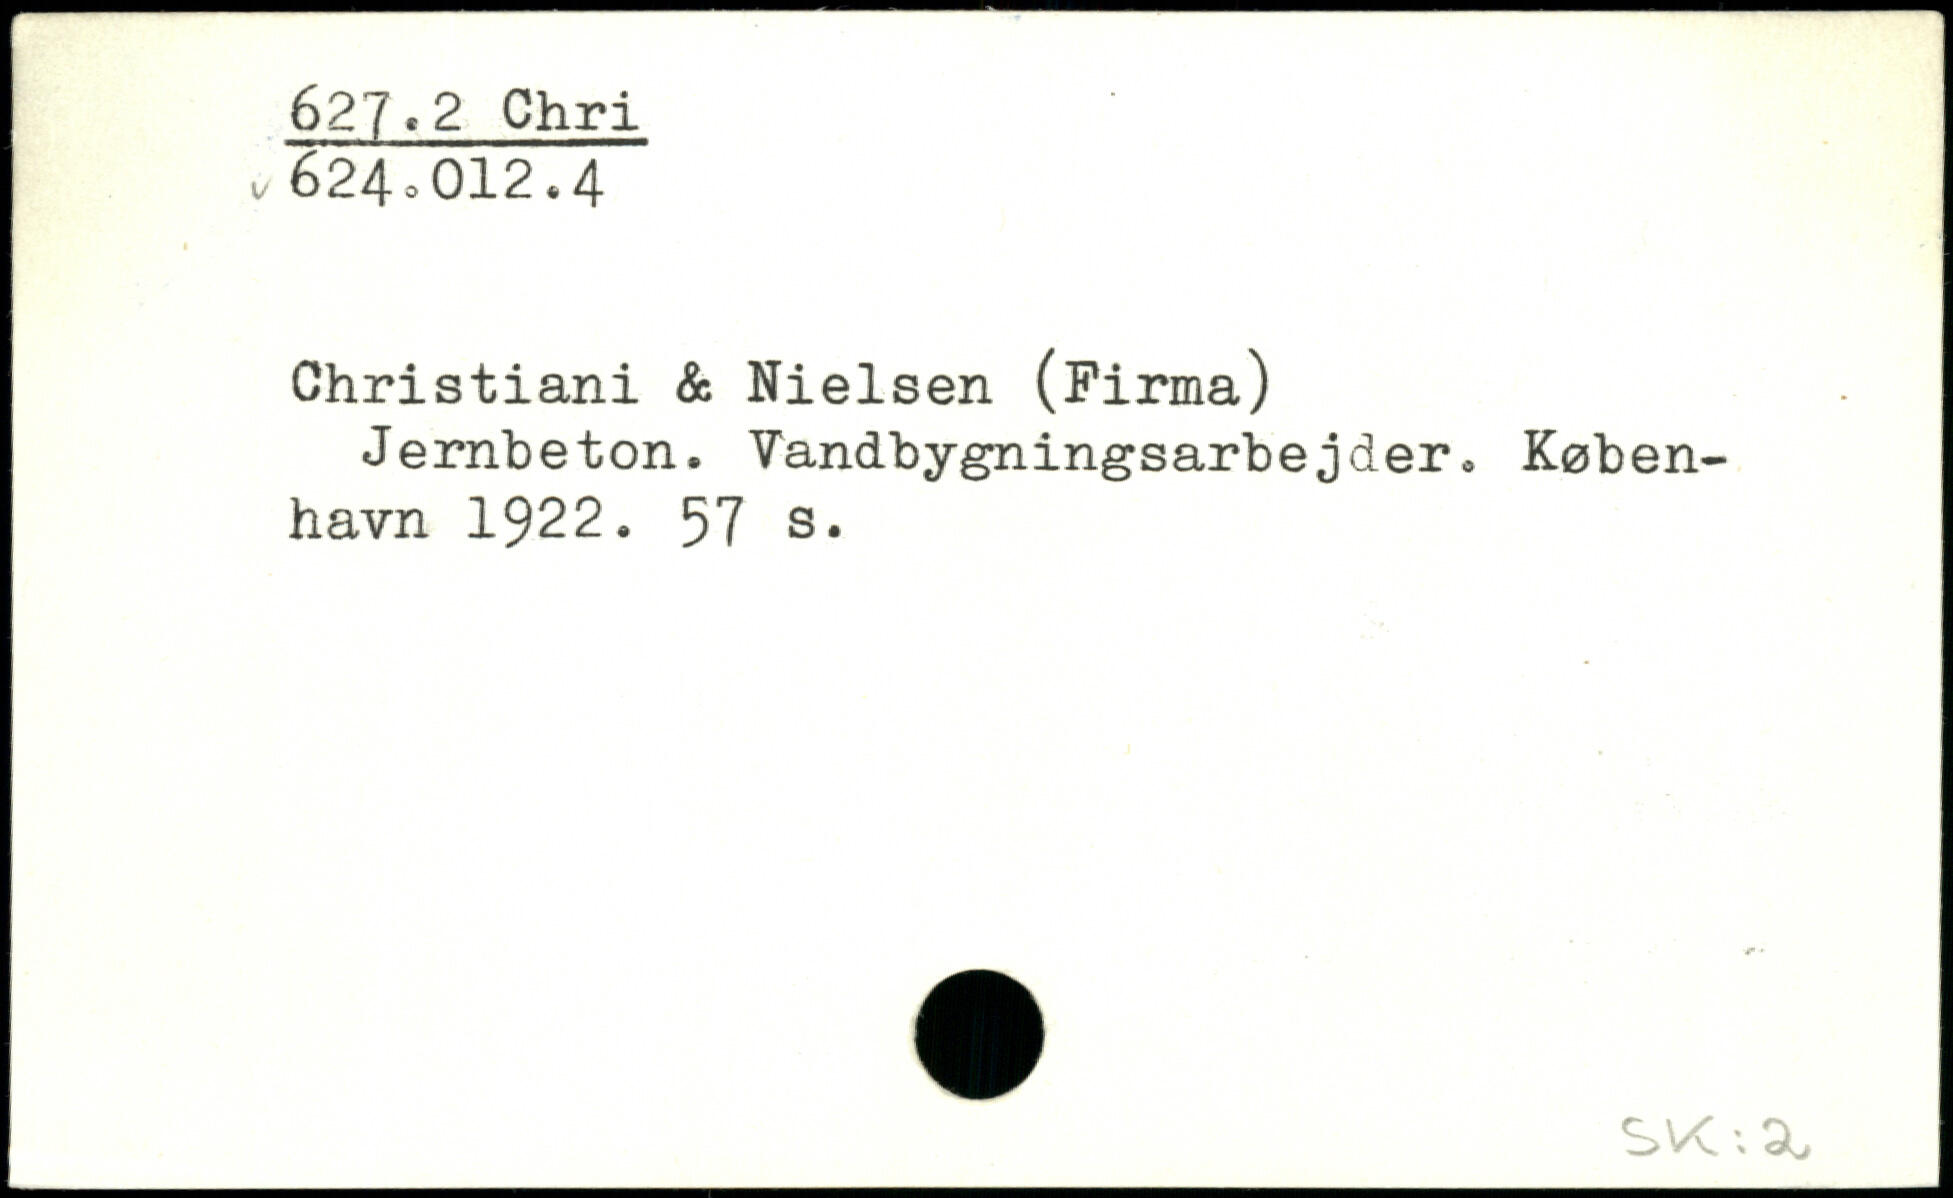 627.2 Chri
v 624.012.4
Christiani & Nielsen (Firma)
Jernbeton. Vandbygningsarbejder. Køben-
havn 1922. 57 s.
SK:2